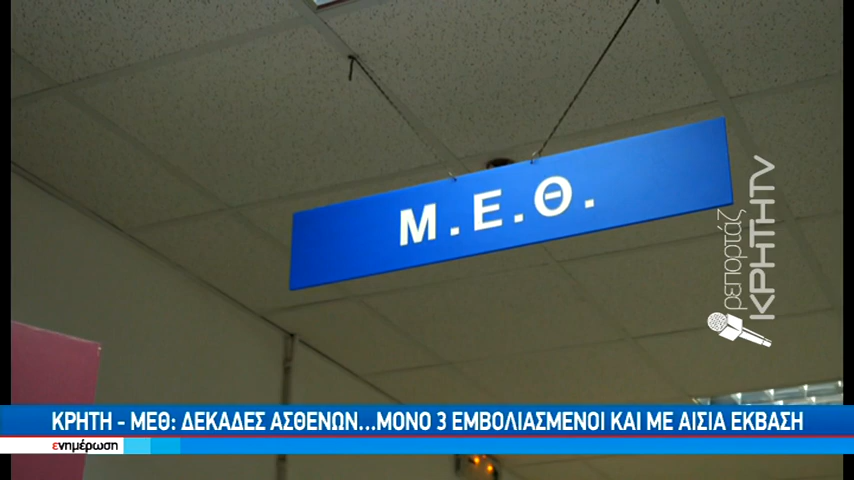 Μ.Ε.Θ.
ρεπορτάζ
ΚΡΗΤΗTV
ΚΡΗΤΗ - ΜΕΘ: ΔΕΚΑΔΕΣ ΑΣΘΕΝΩΝ...ΜΟΝΟ 3 ΕΜΒΟΛΙΑΣΜΕΝΟΙ ΚΑΙ ΜΕ ΑΙΣΙΑ ΕΚΒΑΣΗ
ενημέρωση